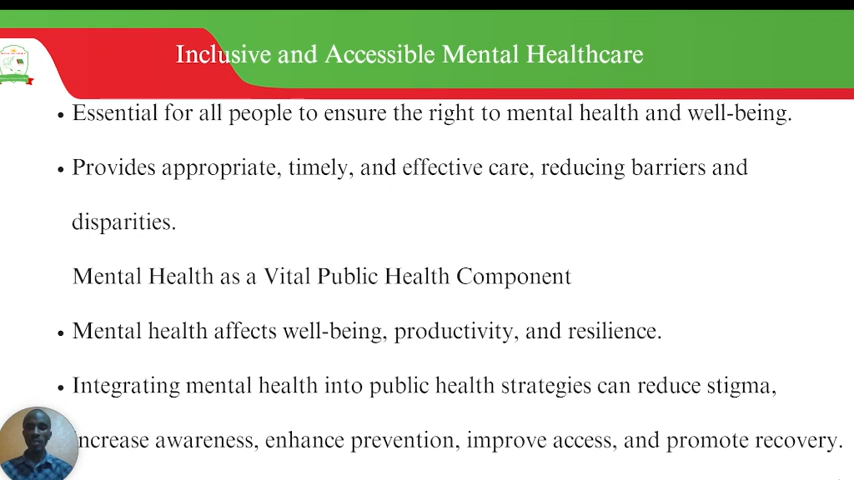 Inclusive and Accessible Mental Healthcare
• Essential for all people to ensure the right to mental health and well-being.
• Provides appropriate, timely, and effective care, reducing barriers and
disparities.
Mental Health as a Vital Public Health Component
• Mental health affects well-being, productivity, and resilience.
• Integrating mental health into public health strategies can reduce stigma,
increase awareness, enhance prevention, improve access, and promote recovery.